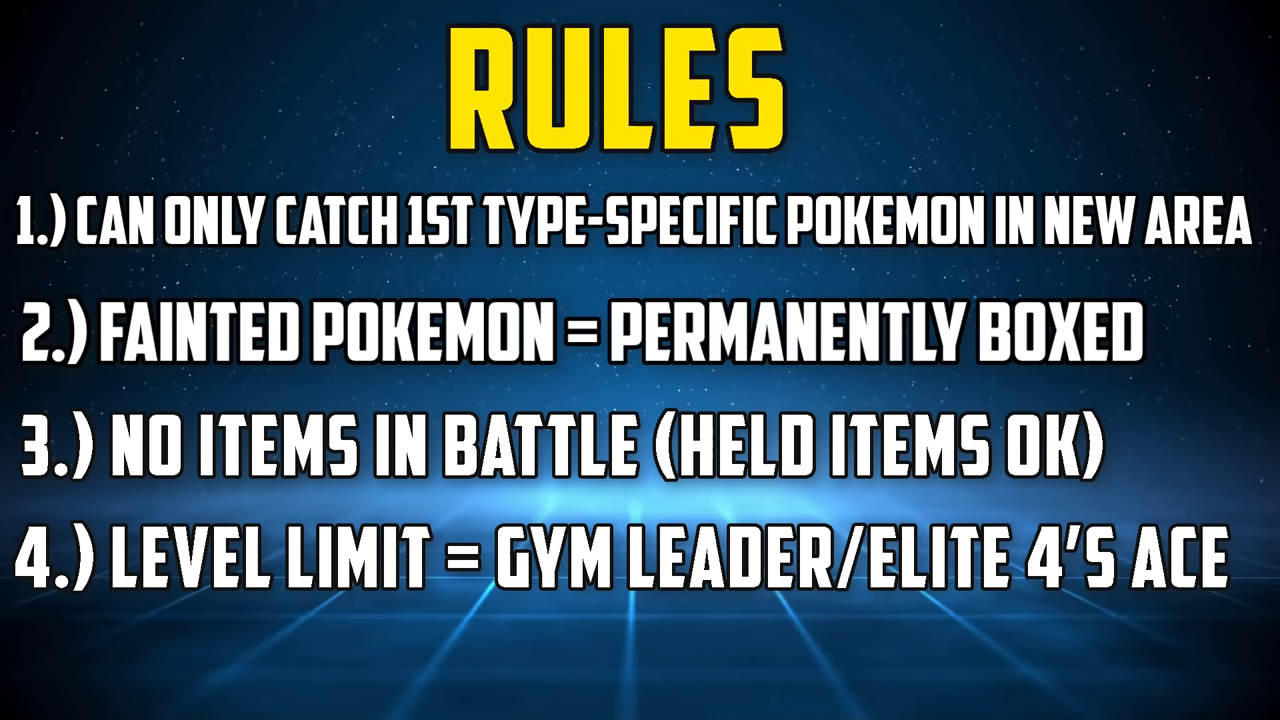 RULES
1.) CAN ONLY CATCH 1ST TYPE-SPECIFIC POKEMON IN NEW AREA
2.) FAINTED POKEMON = PERMANENTLY BOXED
3.) NO ITEMS IN BATTLE (HELD ITEMS OK)
4.) LEVEL LIMIT = GYM LEADER/ELITE 4'S ACE